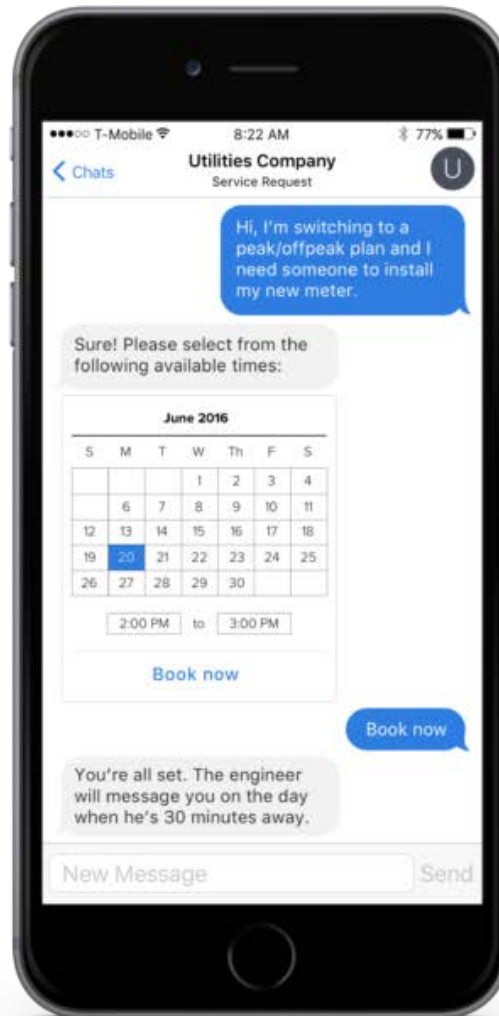 T-Mobile 8:22 AM 77%
Chats Utilities Company U
Service Request
Hi, I'm switching to a
peak/offpeak plan and I
need someone to install
my new meter.
Sure! Please select from the
following available times:
June 2016
S M T W Th F S
1 2 3 4
6 7 8 9 10 11
12 13 14 15 16 17 18
19 20 21 22 23 24 25
26 27 28 29 30
2:00 PM to 3:00 PM
Book now
Book now
You're all set. The engineer
will message you on the day
when he's 30 minutes away.
New Message Send